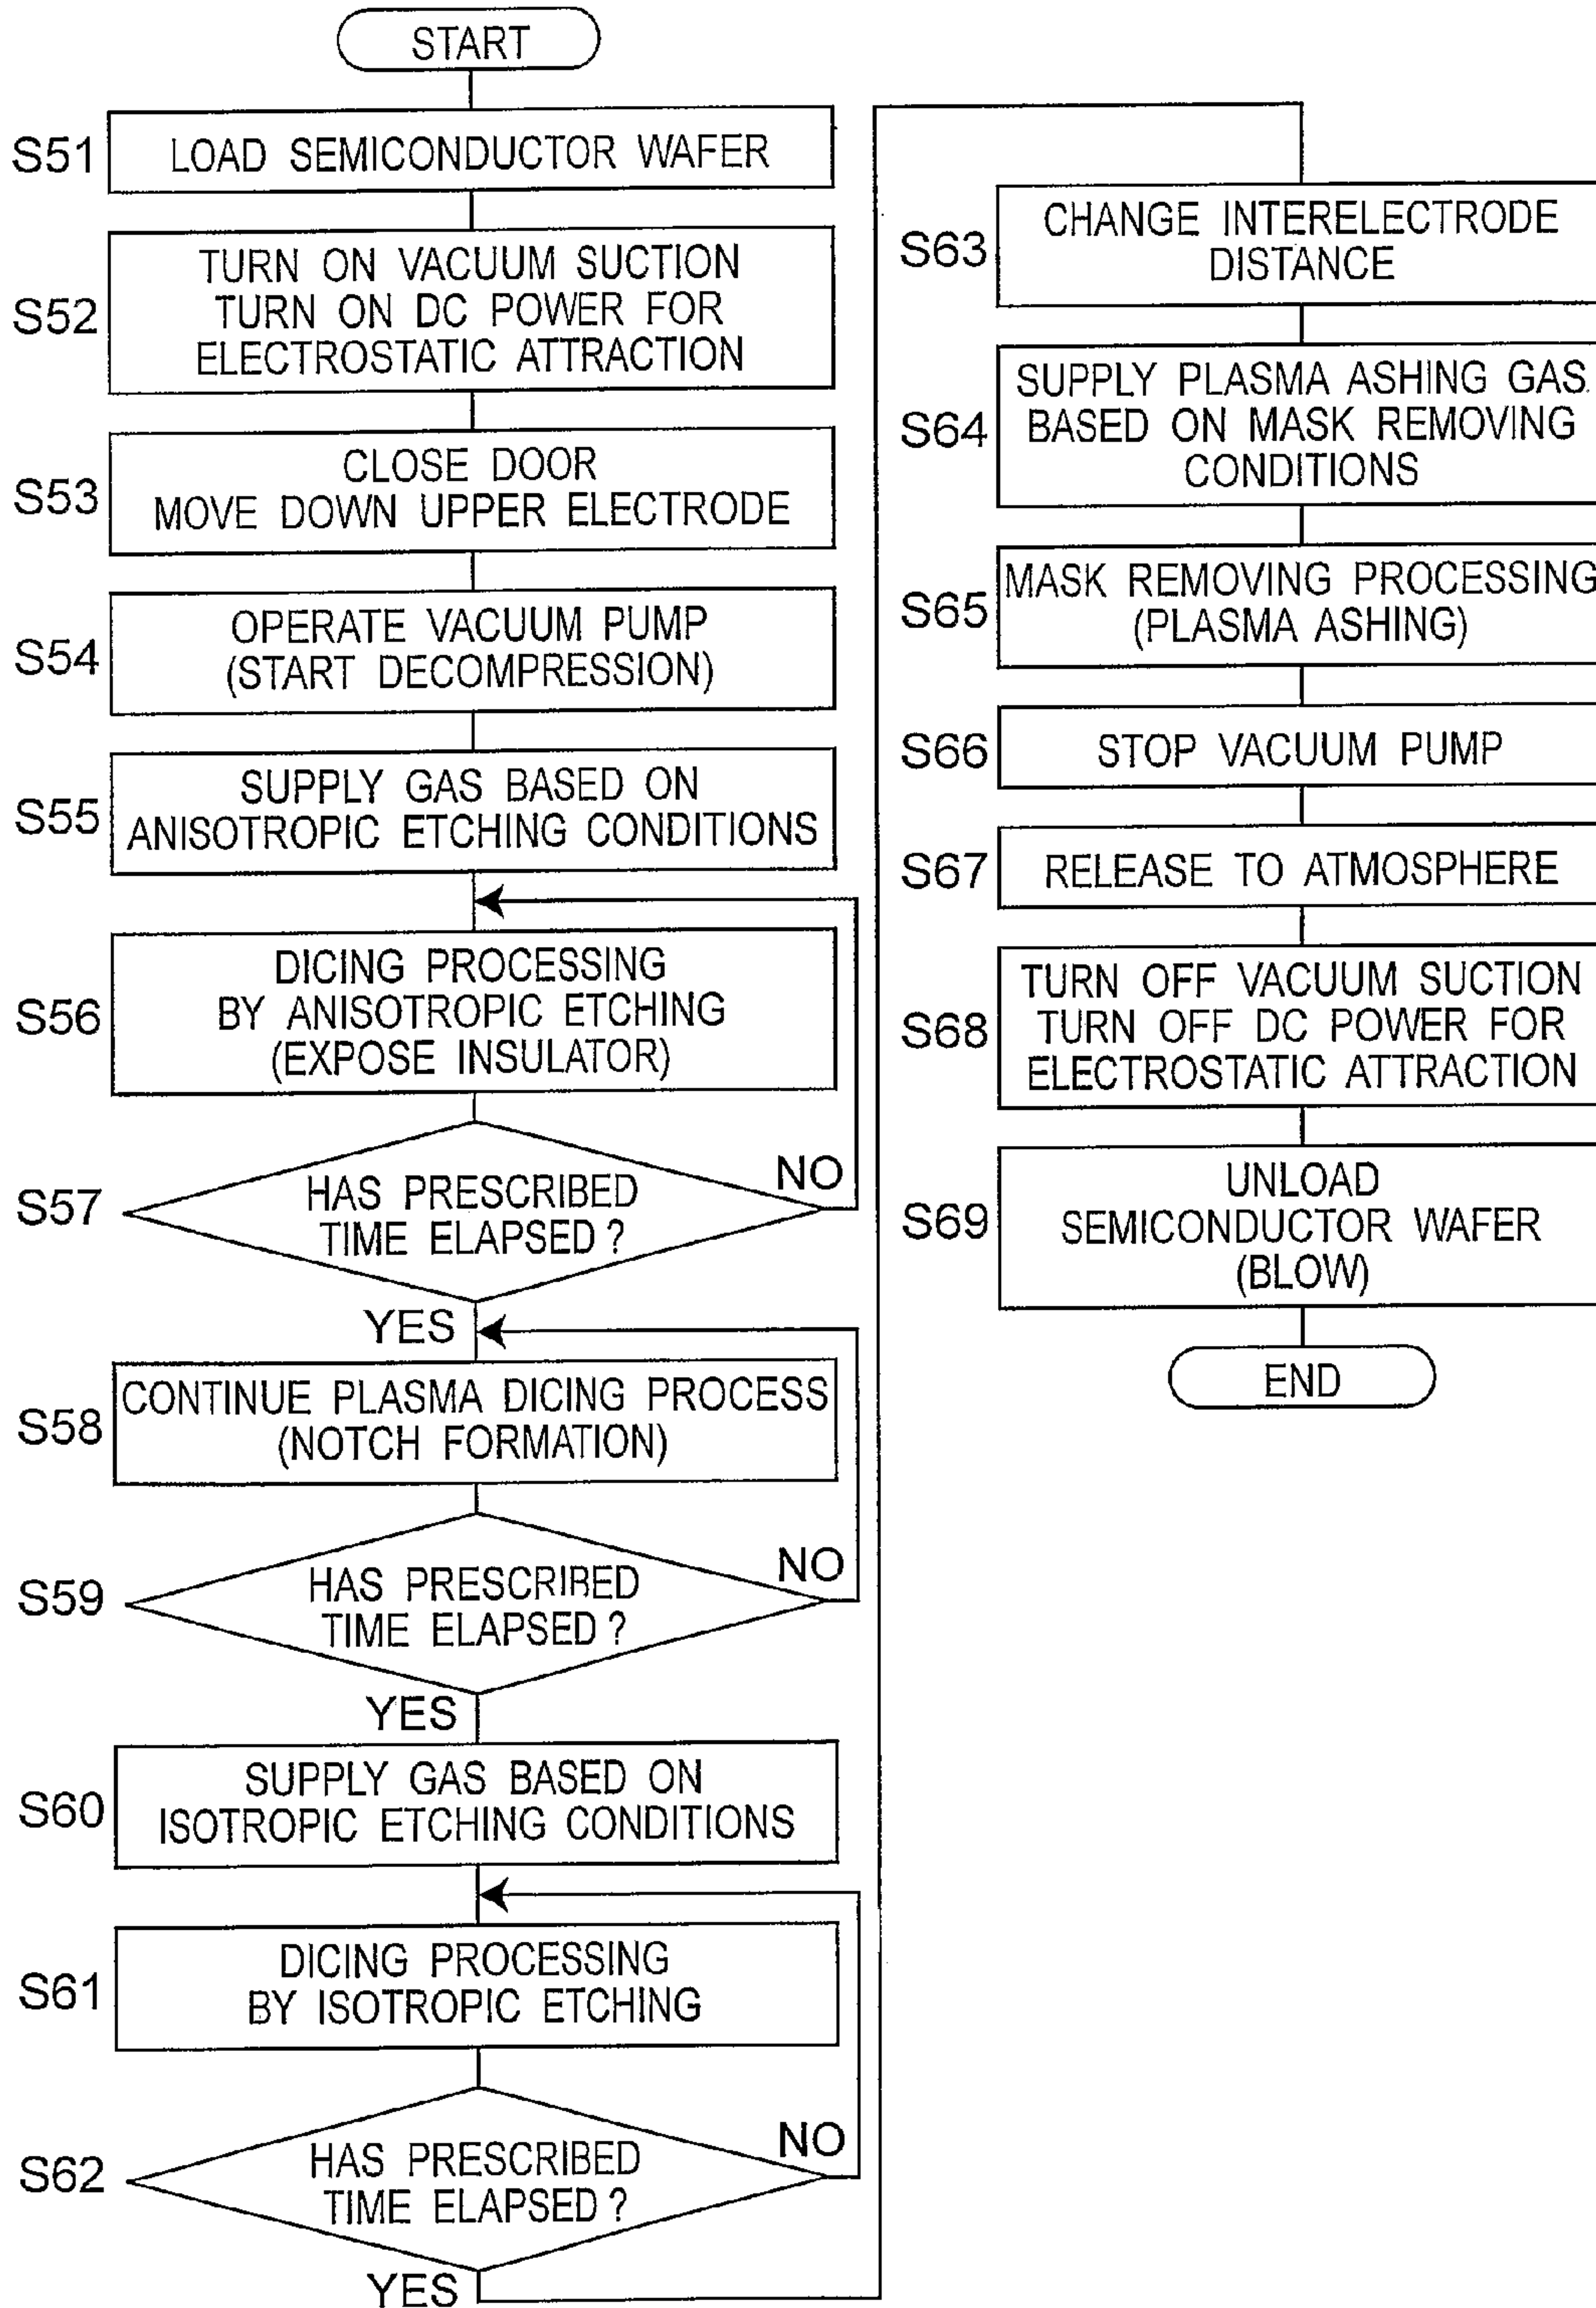 START
S51
LOAD SEMICONDUCTOR WAFER
S52
TURN ON VACUUM SUCTION
TURN ON DC POWER FOR
ELECTROSTATIC ATTRACTION
S53
CLOSE DOOR
MOVE DOWN UPPER ELECTRODE
S54
OPERATE VACUUM PUMP
(START DECOMPRESSION)
S55
SUPPLY GAS BASED ON
ANISOTROPIC ETCHING CONDITIONS
S56
DICING PROCESSING
BY ANISOTROPIC ETCHING
(EXPOSE INSULATOR)
S57
HAS PRESCRIBED
TIME ELAPSED?
NO
YES
S58
CONTINUE PLASMA DICING PROCESS
(NOTCH FORMATION)
S59
HAS PRESCRIBED
TIME ELAPSED?
NO
YES
S60
SUPPLY GAS BASED ON
ISOTROPIC ETCHING CONDITIONS
S61
DICING PROCESSING
BY ISOTROPIC ETCHING
S62
HAS PRESCRIBED
TIME ELAPSED?
NO
YES
S63
CHANGE INTERELECTRODE
DISTANCE
S64
SUPPLY PLASMA ASHING GAS
BASED ON MASK REMOVING
CONDITIONS
S65
MASK REMOVING PROCESSING
(PLASMA ASHING)
S66
STOP VACUUM PUMP
S67
RELEASE TO ATMOSPHERE
S68
TURN OFF VACUUM SUCTION
TURN OFF DC POWER FOR
ELECTROSTATIC ATTRACTION
S69
UNLOAD
SEMICONDUCTOR WAFER
(BLOW)
END